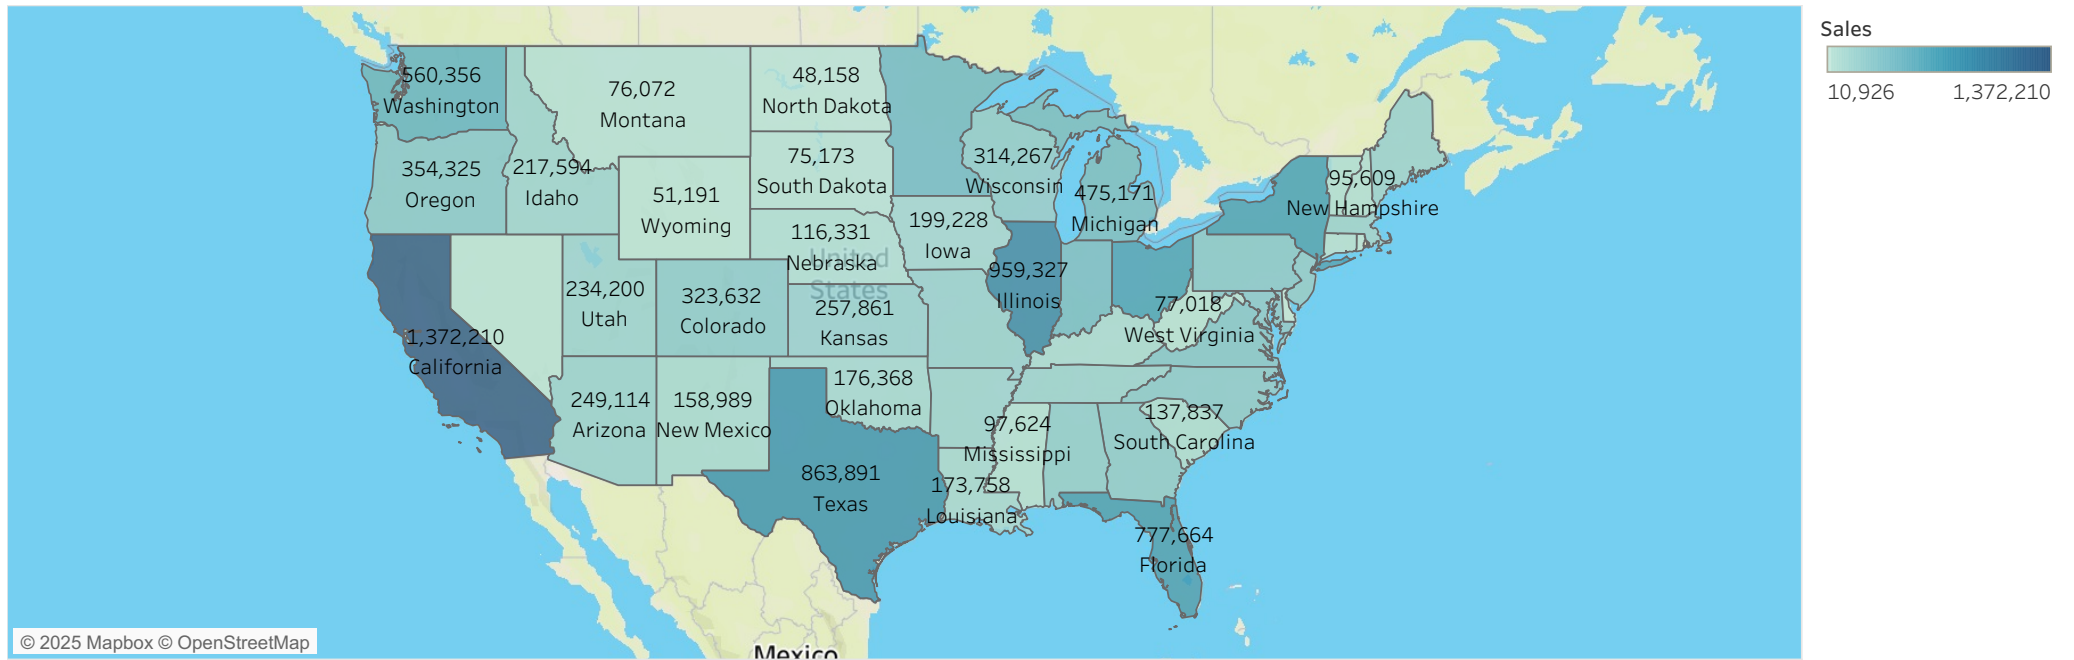 Sales
10,926 1,372,210
560,356
Washington
76,072
Montana
48,158
North Dakota
354,325
Oregon
217,594
Idaho
51,191
Wyoming
75,173
South Dakota
314,267
Wisconsin
475,171
Michigan
95,609
New Hampshire
199,228
Iowa
116,331
Nebraska
United
States
959,327
Illinois
234,200
Utah
323,632
Colorado
257,861
Kansas
77,018
West Virginia
1,372,210
California
249,114
Arizona
158,989
New Mexico
176,368
Oklahoma
97,624
Mississippi
137,837
South Carolina
863,891
Texas
173,758
Louisiana
777,664
Florida
© 2025 Mapbox © OpenStreetMap
Mexico